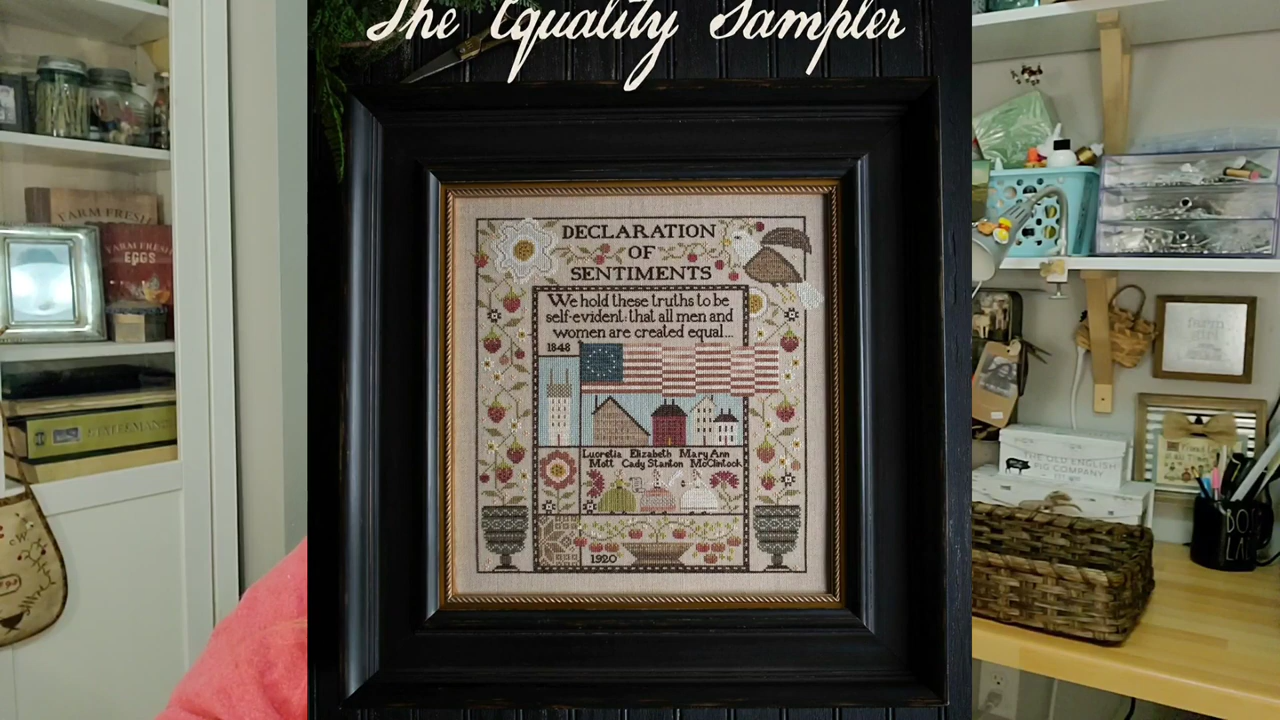 The Equality Sampler
DECLARATION
OF
SENTIMENTS
We hold these truths to be
self-evident: that all men and
women are created equal...
1848
Lucretia Elizabeth Mary Ann
Mott Cady Stanton McClintock
1920
FARM FRESH
FARM FRESH
EGGS
farm
girl
THE OLD ENGLISH
PIG COMPANY